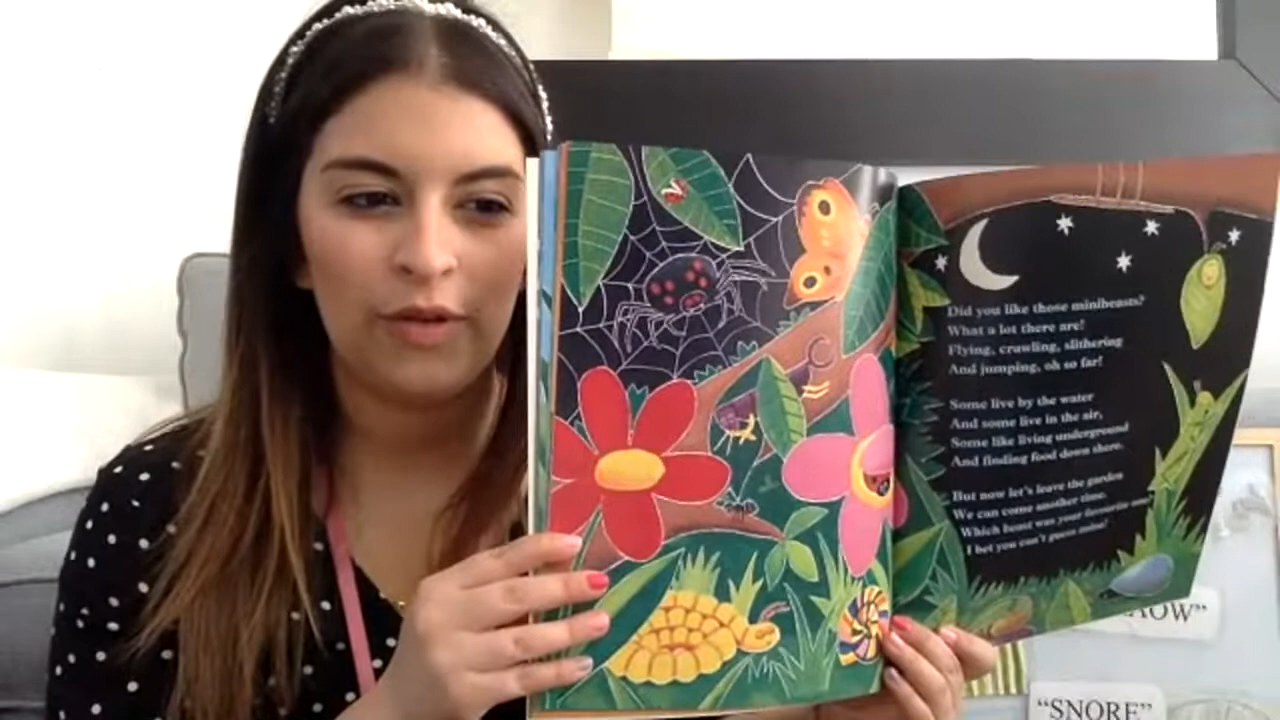 Did you like those minibeasts?
What a lot there are!
Flying, crawling, slithering
And jumping, oh so far!
Some live by the water
And some live in the air,
Some like living underground
And finding food down there.
But now let's leave the garden
We can come another time.
Which beast was your favourite one?
I bet you can't guess mine!
"SNORE"